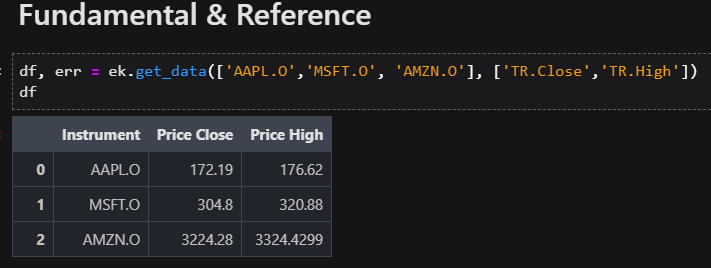 Fundamental & Reference
df, err = ek.get_data(['AAPL.O','MSFT.O', 'AMZN.O'], ['TR.Close','TR.High'])
df
Instrument Price Close Price High
0 AAPL.O 172.19 176.62
1 MSFT.O 304.8 320.88
2 AMZN.O 3224.28 3324.4299